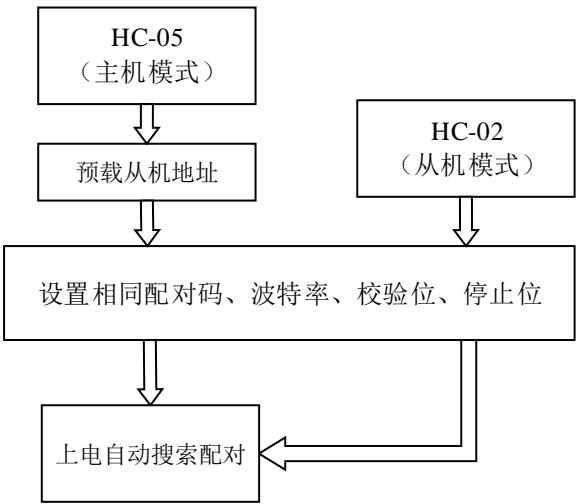 HC-05
（主机模式）
预载从机地址
HC-02
（从机模式）
设置相同配对码、波特率、校验位、停止位
上电自动搜索配对